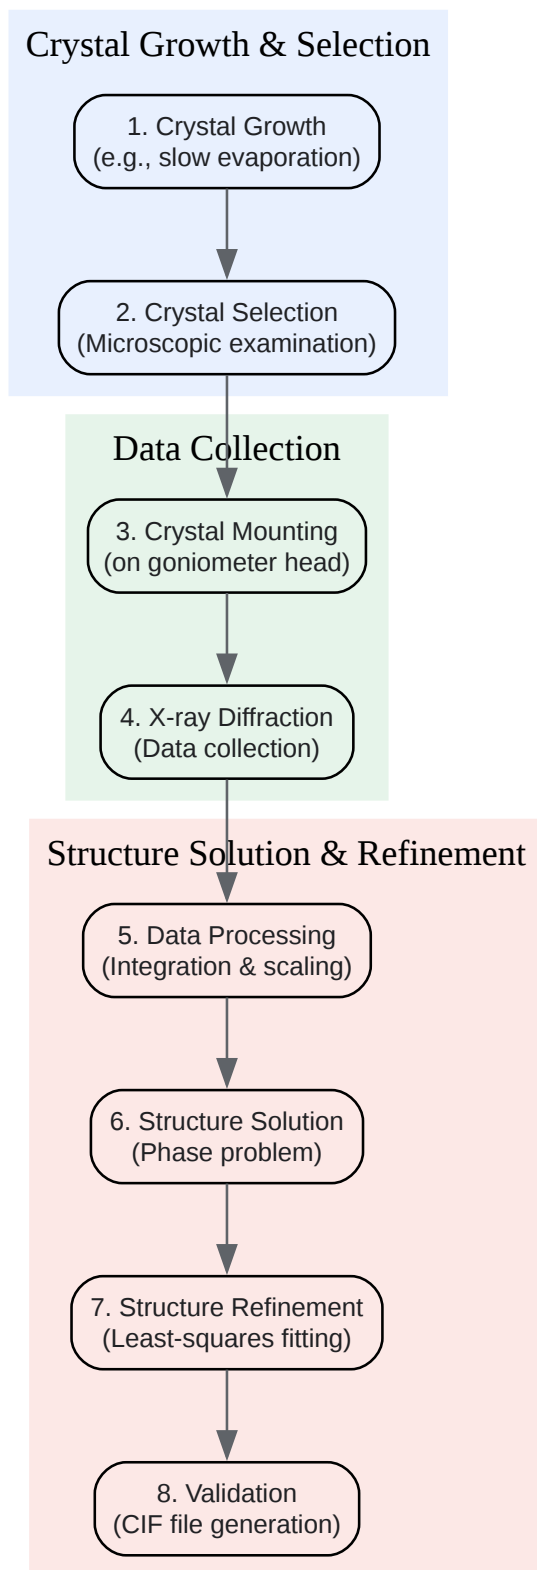 Crystal Growth & Selection
1. Crystal Growth
(e.g., slow evaporation)
2. Crystal Selection
(Microscopic examination)
Data Collection
3. Crystal Mounting
(on goniometer head)
4. X-ray Diffraction
(Data collection)
Structure Solution & Refinement
5. Data Processing
(Integration & scaling)
6. Structure Solution
(Phase problem)
7. Structure Refinement
(Least-squares fitting)
8. Validation
(CIF file generation)